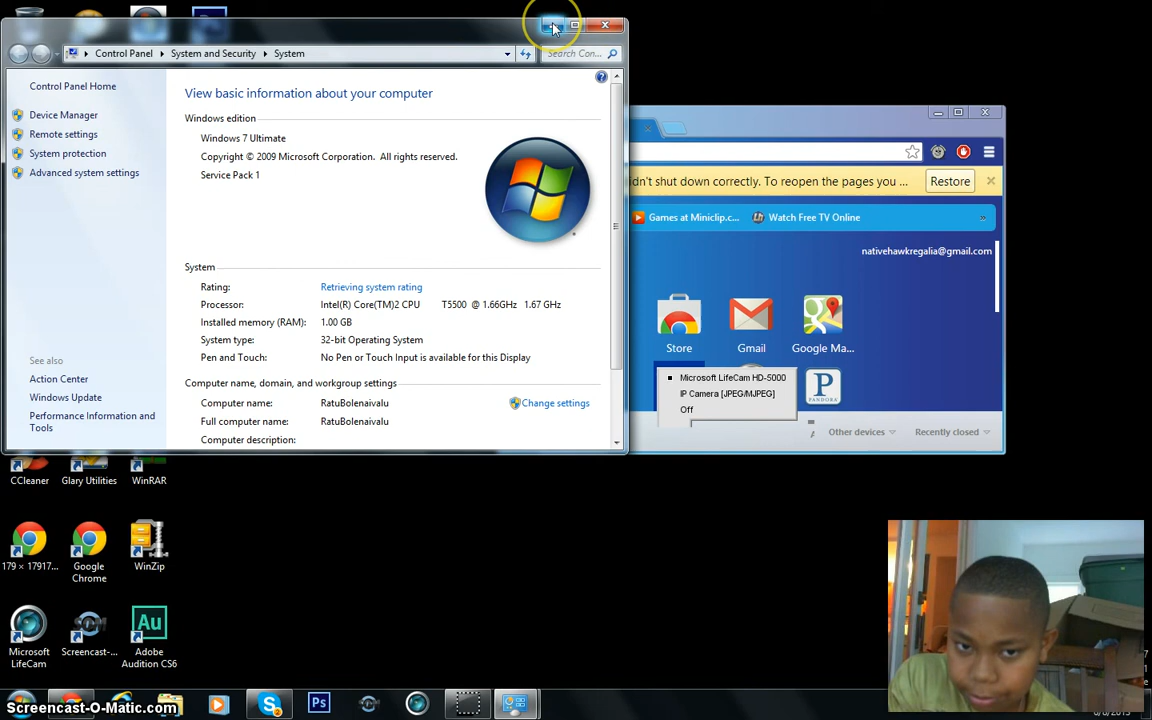 Control Panel
System and Security
System
Search Con...
Control Panel Home
Device Manager
Remote settings
System protection
Advanced system settings
See also
Action Center
Windows Update
Performance Information and
Tools
View basic information about your computer
Windows edition
Windows 7 Ultimate
Copyright © 2009 Microsoft Corporation. All rights reserved.
Service Pack 1
System
Rating: Retrieving system rating
Processor: Intel(R) Core(TM)2 CPU T5500 @ 1.66GHz 1.67 GHz
Installed memory (RAM): 1.00 GB
System type: 32-bit Operating System
Pen and Touch: No Pen or Touch Input is available for this Display
Computer name, domain, and workgroup settings
Computer name: RatuBolenaivalu
Change settings
Full computer name: RatuBolenaivalu
Computer description:
idn't shut down correctly. To reopen the pages you ...
Restore
Games at Miniclip.c...
Watch Free TV Online
»
nativehawkregalia@gmail.com
Store
Gmail
Google Ma...
Microsoft LifeCam HD-5000
IP Camera [JPEG/MJPEG]
Off
P
PANDORA
Other devices
Recently closed
CCleaner
Glary Utilities
WinRAR
179 × 17917...
Google
Chrome
WinZip
Microsoft
LifeCam
Screencast-...
Au
Adobe
Audition CS6
Ps
Screencast-O-Matic.com